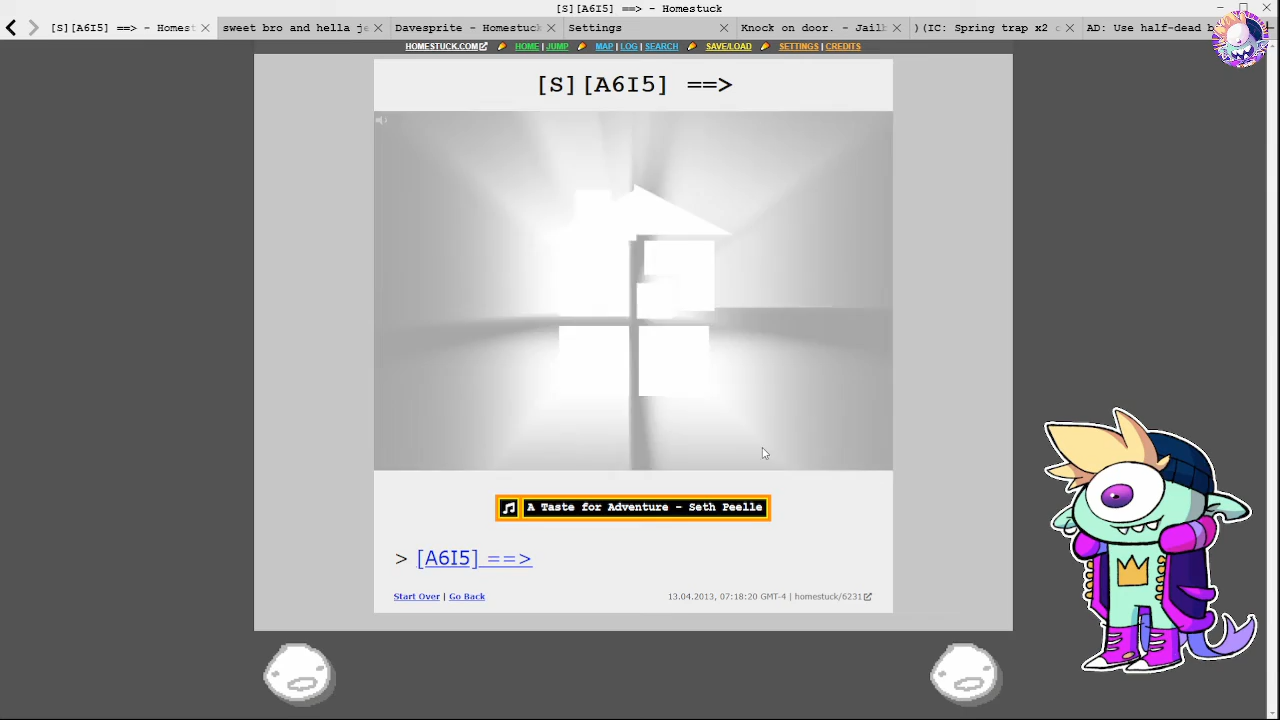 [S][A6I5] ==> - Homestuck
[S][A6I5] ==> - Homest
sweet bro and hella je
Davesprite - Homestuc
Settings
Knock on door. - Jail
)(IC: Spring trap x2
AD: Use half-dead
HOMESTUCK.COM
HOME | JUMP
MAP | LOG | SEARCH
SAVE/LOAD
SETTINGS | CREDITS
[S][A6I5] ==>
A Taste for Adventure - Seth Peelle
> [A6I5] ==>
Start Over | Go Back
13.04.2013, 07:18:20 GMT-4 | homestuck/6231